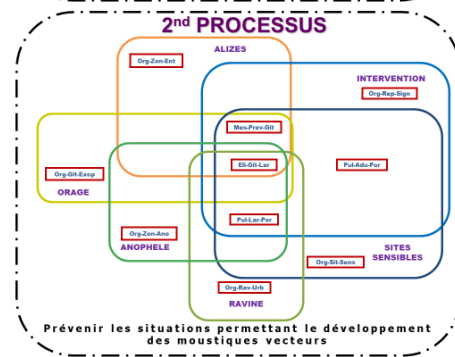 2nd PROCESSUS
ALIZES
Org-Zon-Ent
INTERVENTION
Org-Rep-Sign
Mes-Prev-Git
Eli-Git-Lar
Pul-Adu-Por
Org-Git-Excp
ORAGE
Pul-Lar-Por
Org-Zon-Ano
ANOPHELE
SITES
SENSIBLES
Org-Sit-Sens
Org-Rav-Urb
RAVINE
Prévenir les situations permettant le développement
des moustiques vecteurs